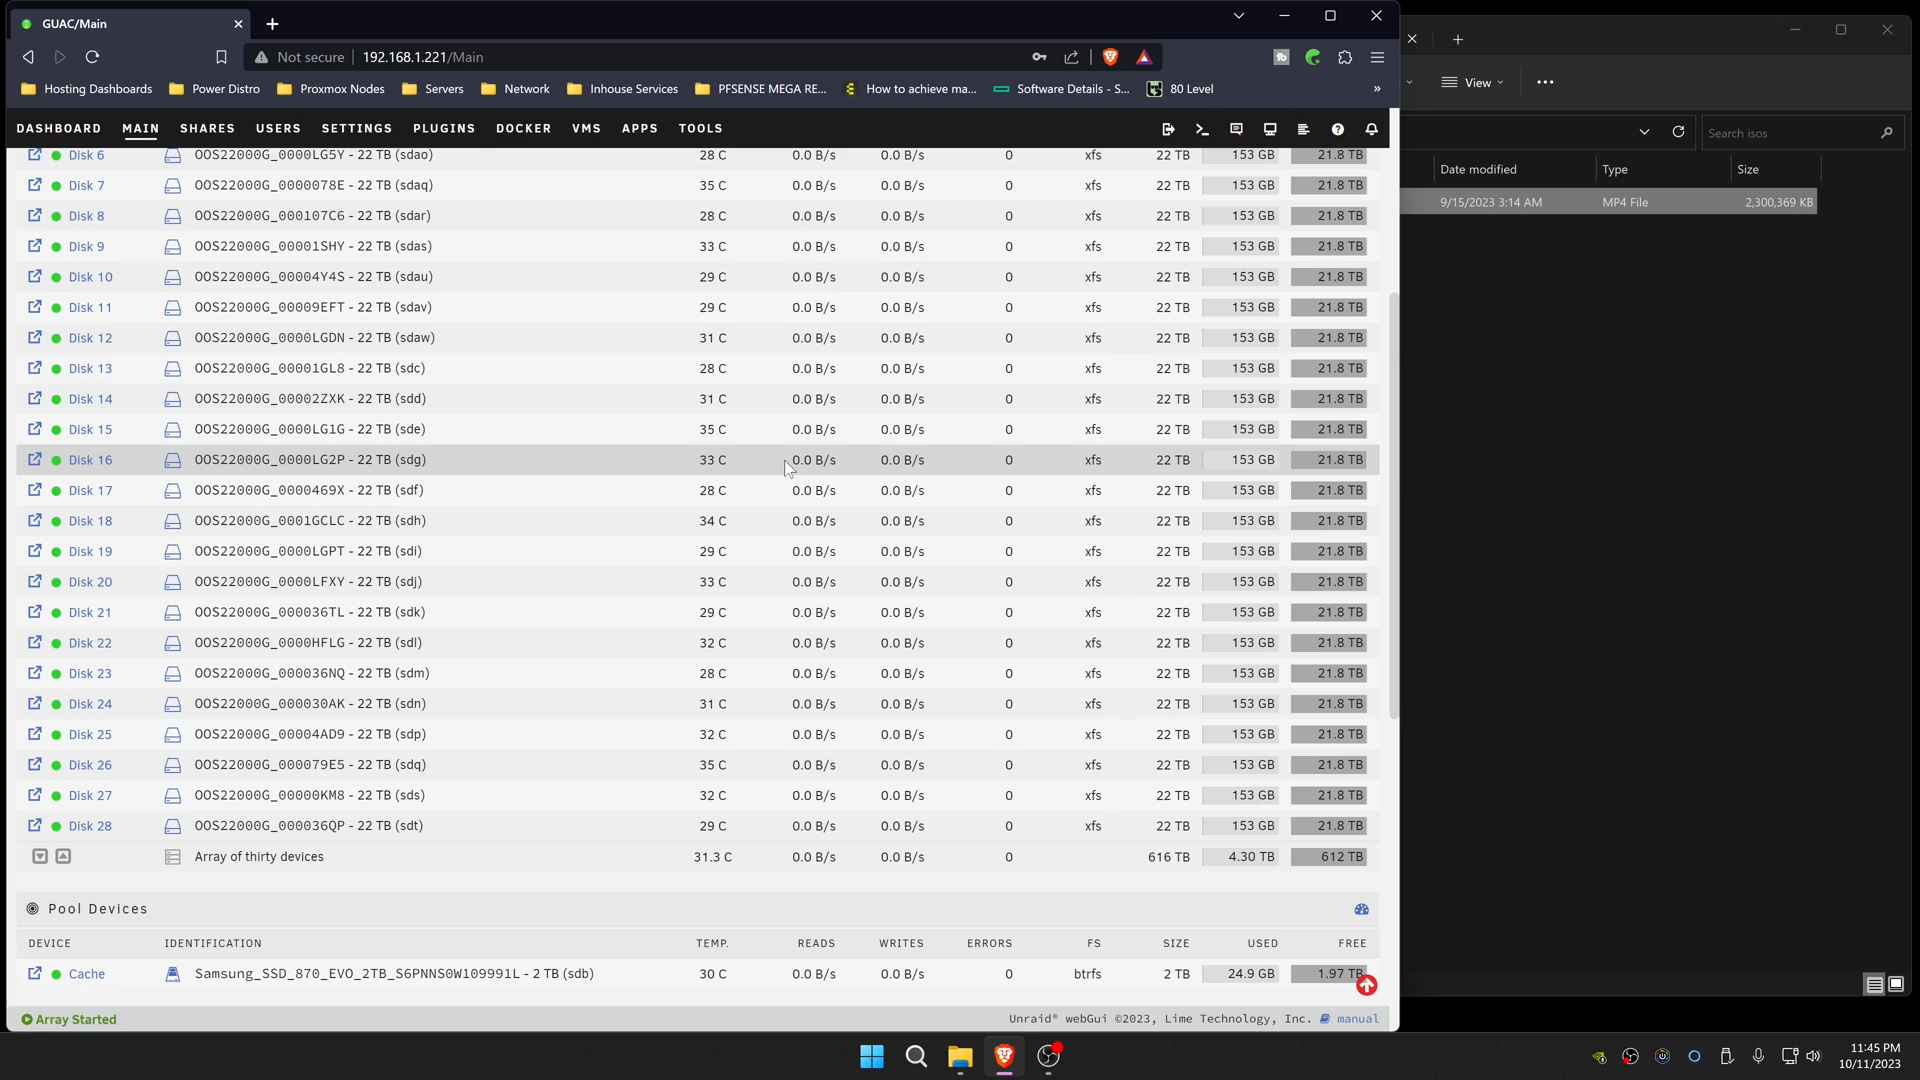 GUAC/Main
Not secure 192.168.1.221/Main
Hosting Dashboards Power Distro Proxmox Nodes Servers Network Inhouse Services PFSENSE MEGA RE... How to achieve ma... Software Details - S... 80 Level »
DASHBOARD MAIN SHARES USERS SETTINGS PLUGINS DOCKER VMS APPS TOOLS
Disk 6 OOS22000G_0000LG5Y - 22 TB (sdao) 28 C 0.0 B/s 0.0 B/s 0 xfs 22 TB 153 GB 21.8 TB
Disk 7 OOS22000G_0000078E - 22 TB (sdaq) 35 C 0.0 B/s 0.0 B/s 0 xfs 22 TB 153 GB 21.8 TB
Disk 8 OOS22000G_000107C6 - 22 TB (sdar) 28 C 0.0 B/s 0.0 B/s 0 xfs 22 TB 153 GB 21.8 TB
Disk 9 OOS22000G_00001SHY - 22 TB (sdas) 33 C 0.0 B/s 0.0 B/s 0 xfs 22 TB 153 GB 21.8 TB
Disk 10 OOS22000G_00004Y4S - 22 TB (sdau) 29 C 0.0 B/s 0.0 B/s 0 xfs 22 TB 153 GB 21.8 TB
Disk 11 OOS22000G_00009EFT - 22 TB (sdav) 29 C 0.0 B/s 0.0 B/s 0 xfs 22 TB 153 GB 21.8 TB
Disk 12 OOS22000G_0000LGDN - 22 TB (sdaw) 31 C 0.0 B/s 0.0 B/s 0 xfs 22 TB 153 GB 21.8 TB
Disk 13 OOS22000G_00001GL8 - 22 TB (sdc) 28 C 0.0 B/s 0.0 B/s 0 xfs 22 TB 153 GB 21.8 TB
Disk 14 OOS22000G_00002ZXK - 22 TB (sdd) 31 C 0.0 B/s 0.0 B/s 0 xfs 22 TB 153 GB 21.8 TB
Disk 15 OOS22000G_0000LG1G - 22 TB (sde) 35 C 0.0 B/s 0.0 B/s 0 xfs 22 TB 153 GB 21.8 TB
Disk 16 OOS22000G_0000LG2P - 22 TB (sdg) 33 C 0.0 B/s 0.0 B/s 0 xfs 22 TB 153 GB 21.8 TB
Disk 17 OOS22000G_0000469X - 22 TB (sdf) 28 C 0.0 B/s 0.0 B/s 0 xfs 22 TB 153 GB 21.8 TB
Disk 18 OOS22000G_0001GCLC - 22 TB (sdh) 34 C 0.0 B/s 0.0 B/s 0 xfs 22 TB 153 GB 21.8 TB
Disk 19 OOS22000G_0000LGPT - 22 TB (sdi) 29 C 0.0 B/s 0.0 B/s 0 xfs 22 TB 153 GB 21.8 TB
Disk 20 OOS22000G_0000LFXY - 22 TB (sdj) 33 C 0.0 B/s 0.0 B/s 0 xfs 22 TB 153 GB 21.8 TB
Disk 21 OOS22000G_000036TL - 22 TB (sdk) 29 C 0.0 B/s 0.0 B/s 0 xfs 22 TB 153 GB 21.8 TB
Disk 22 OOS22000G_0000HFLG - 22 TB (sdl) 32 C 0.0 B/s 0.0 B/s 0 xfs 22 TB 153 GB 21.8 TB
Disk 23 OOS22000G_000036NQ - 22 TB (sdm) 28 C 0.0 B/s 0.0 B/s 0 xfs 22 TB 153 GB 21.8 TB
Disk 24 OOS22000G_000030AK - 22 TB (sdn) 31 C 0.0 B/s 0.0 B/s 0 xfs 22 TB 153 GB 21.8 TB
Disk 25 OOS22000G_00004AD9 - 22 TB (sdp) 32 C 0.0 B/s 0.0 B/s 0 xfs 22 TB 153 GB 21.8 TB
Disk 26 OOS22000G_000079E5 - 22 TB (sdq) 35 C 0.0 B/s 0.0 B/s 0 xfs 22 TB 153 GB 21.8 TB
Disk 27 OOS22000G_00000KM8 - 22 TB (sds) 32 C 0.0 B/s 0.0 B/s 0 xfs 22 TB 153 GB 21.8 TB
Disk 28 OOS22000G_000036QP - 22 TB (sdt) 29 C 0.0 B/s 0.0 B/s 0 xfs 22 TB 153 GB 21.8 TB
Array of thirty devices 31.3 C 0.0 B/s 0.0 B/s 0 616 TB 4.30 TB 612 TB
Pool Devices
DEVICE IDENTIFICATION TEMP. READS WRITES ERRORS FS SIZE USED FREE
Cache Samsung_SSD_870_EVO_2TB_S6PNNS0W109991L - 2 TB (sdb) 30 C 0.0 B/s 0.0 B/s 0 btrfs 2 TB 24.9 GB 1.97 TB
Array Started Unraid® webGui ©2023, Lime Technology, Inc. manual
View
Search isos
Date modified Type Size
9/15/2023 3:14 AM MP4 File 2,300,369 KB
11:45 PM
10/11/2023